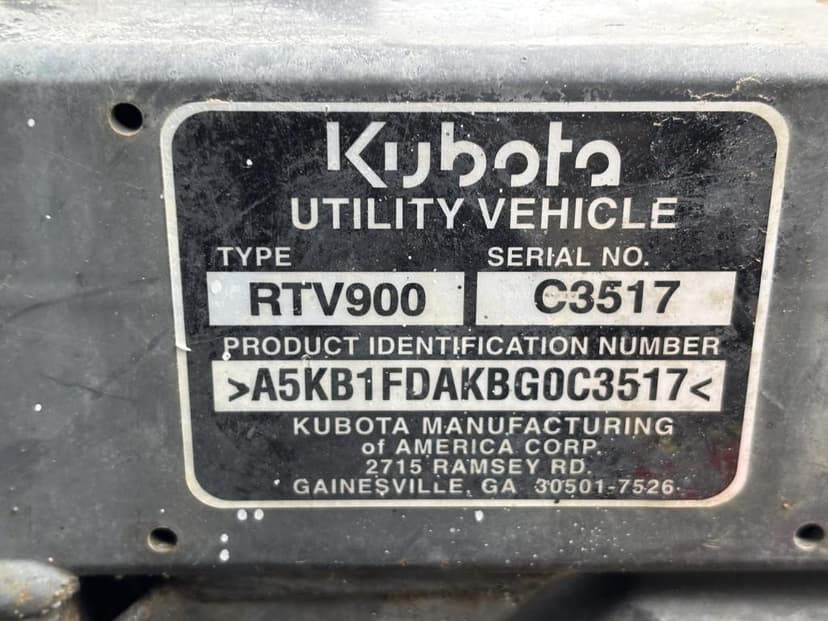 Kubota
UTILITY VEHICLE
TYPE SERIAL NO.
RTV900 C3517
PRODUCT IDENTIFICATION NUMBER
>A5KB1FDAKBG0C3517<
KUBOTA MANUFACTURING
of AMERICA CORP.
2715 RAMSEY RD.
GAINESVILLE, GA 30501-7526